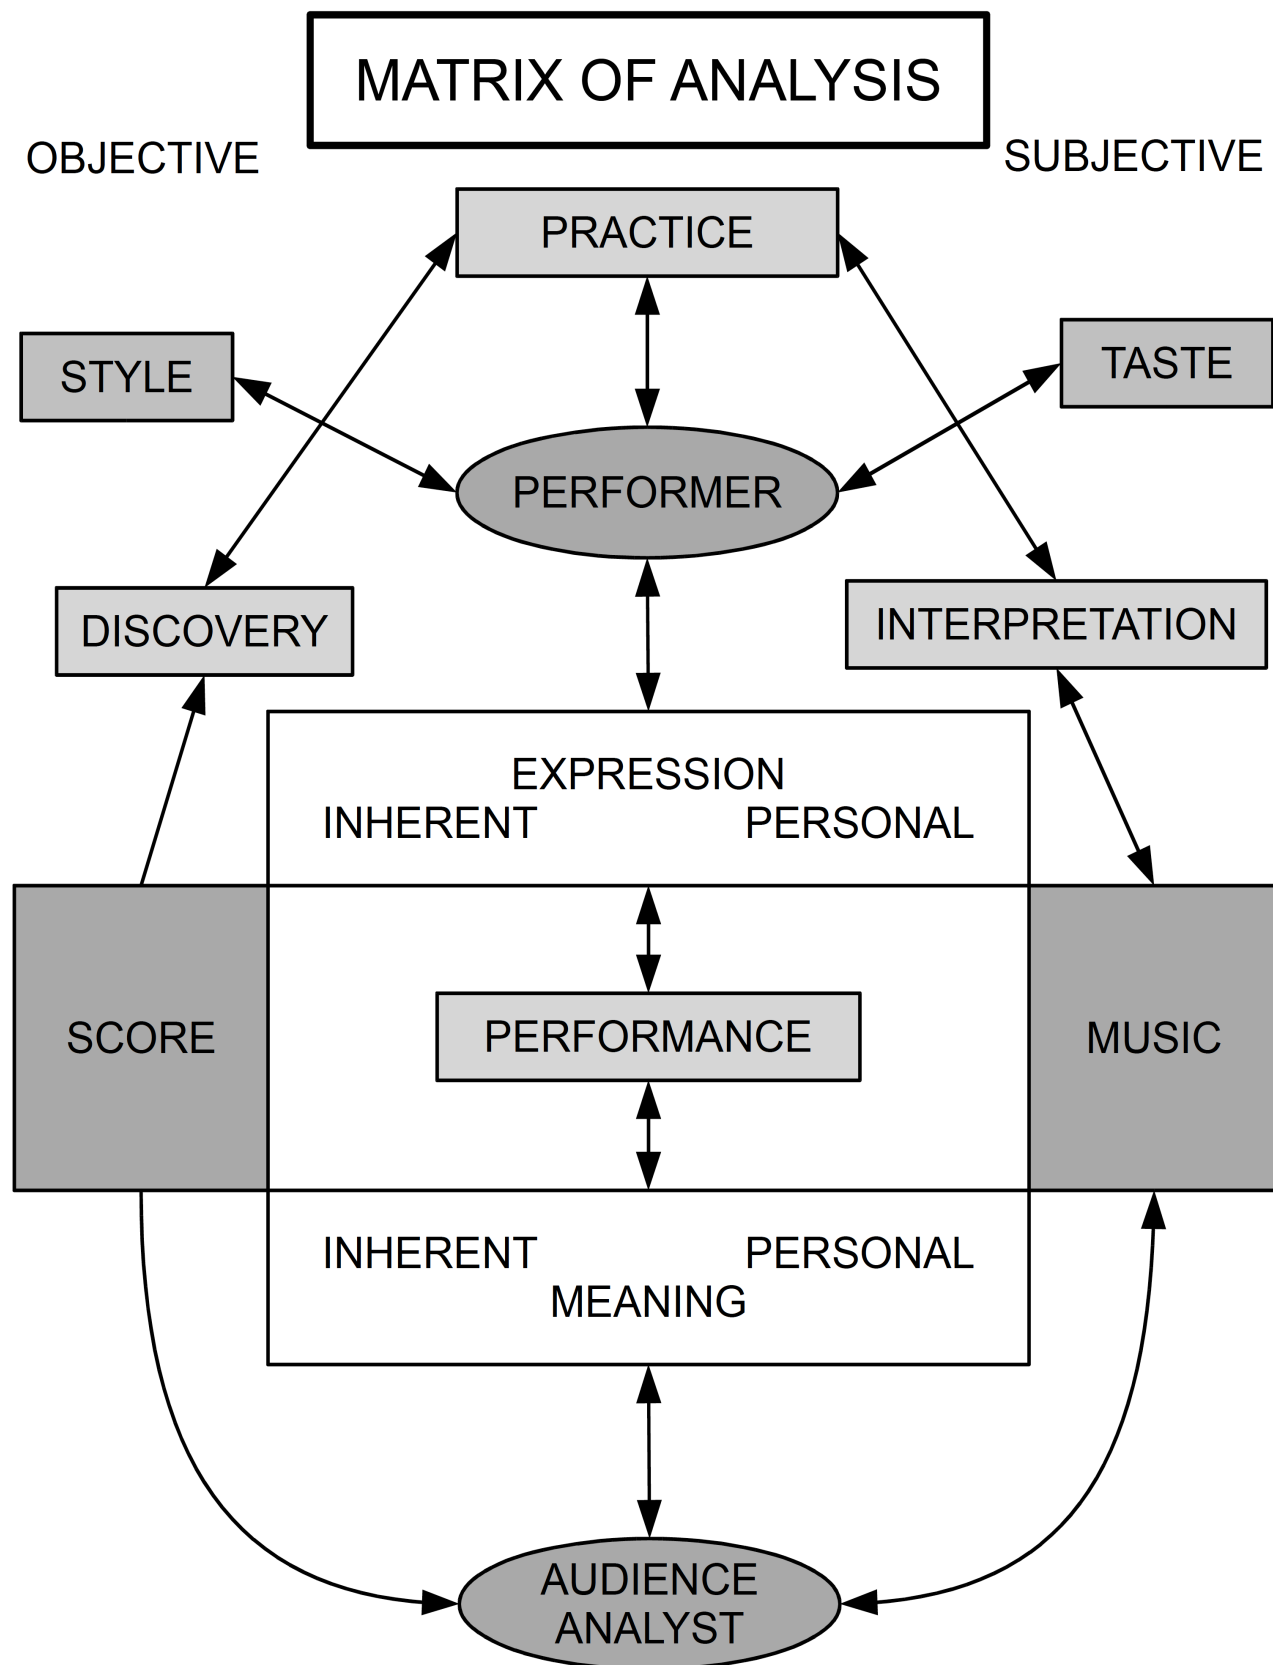 MATRIX OF ANALYSIS
OBJECTIVE
SUBJECTIVE
PRACTICE
STYLE
TASTE
PERFORMER
DISCOVERY
INTERPRETATION
EXPRESSION
INHERENT PERSONAL
SCORE
PERFORMANCE
MUSIC
INHERENT PERSONAL
MEANING
AUDIENCE
ANALYST